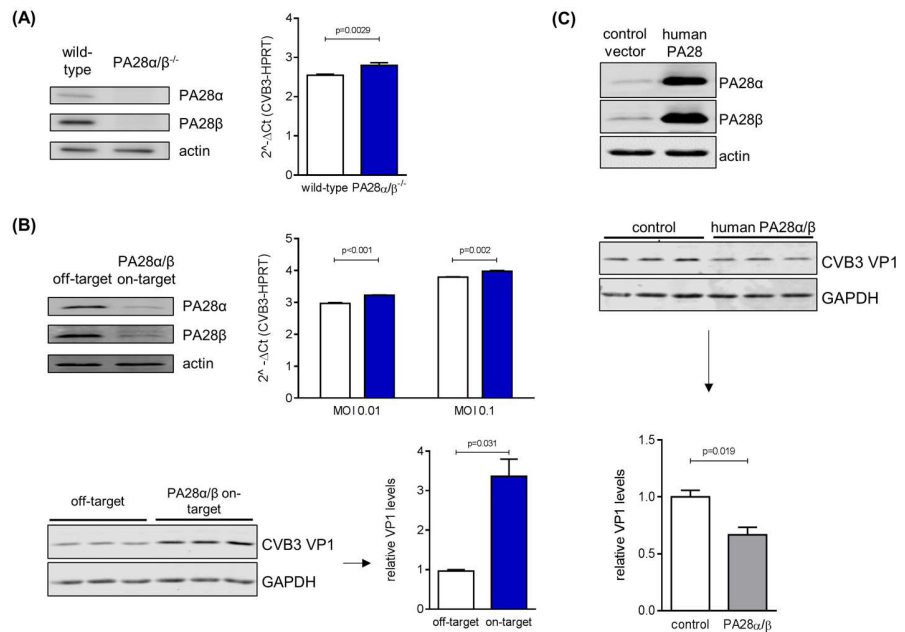 (A)
wild-
type
PA28α/β-/-
PA28α
PA28β
actin
2^-ΔCt (CVB3-HPRT)
4
3
2
1
0
p=0.0029
wild-type PA28α/β-/-
(B)
off-target
PA28α/β
on-target
PA28α
PA28β
actin
2^ -ΔCt (CVB3-HPRT)
5
4
3
2
1
0
p<0.001
p=0.002
MOI 0.01
MOI 0.1
off-target
PA28α/β on-
target
CVB3 VP1
GAPDH
relative VP1 levels
4
3
2
1
0
p=0.031
off-target on-target
(C)
control
vector
human
PA28
PA28α
PA28β
actin
control
human PA28α/β
CVB3 VP1
GAPDH
relative VP1 levels
1.5
1.0
0.5
0.0
p=0.019
control PA28α/β